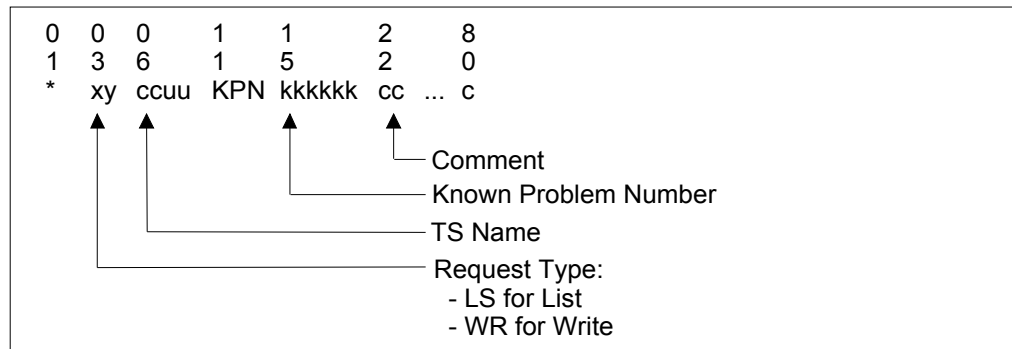 0 0 0 1 1 2 8
1 3 6 1 5 2 0
* xy ccuu KPN kkkkkk cc ... c
Comment
Known Problem Number
TS Name
Request Type:
- LS for List
- WR for Write